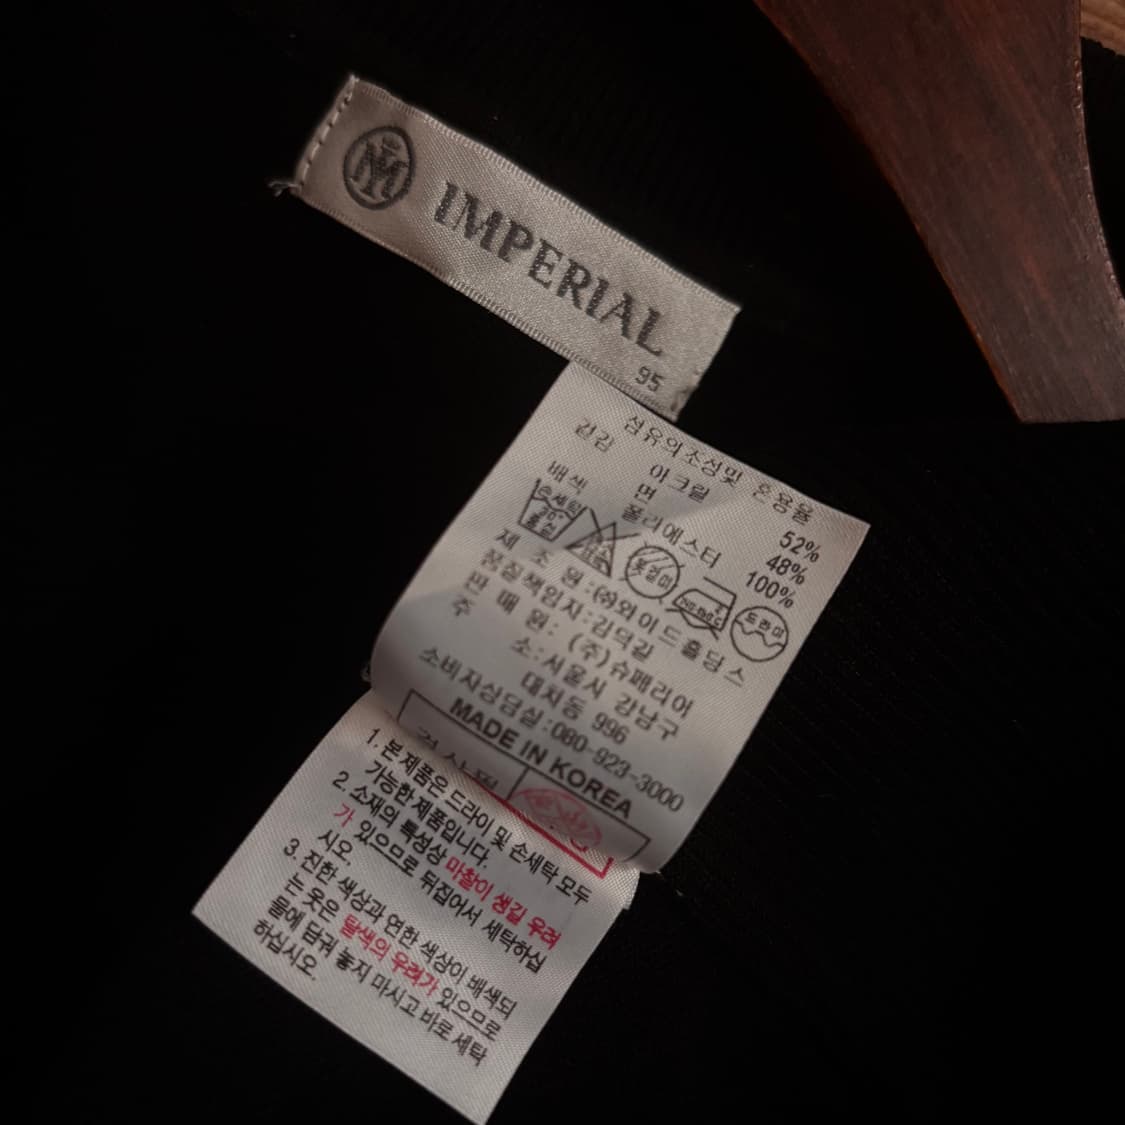 IMPERIAL
95
섬유의조성및 혼용율
겉감 아크릴 52%
면 48%
배색 폴리에스터 100%
손세탁
30°
중성
제 조 원 : (주)와이드홀딩스
품질책임자 : 김덕길
판 매 원 : (주)슈페리어
주 소 : 서울시 강남구
대치동 996
소비자상담실 : 080-923-3000
MADE IN KOREA
1. 본 제품은 드라이 및 손세탁 모두
가능한 제품입니다.
2. 소재의 특성상 마찰이 생길 우려
가 있으므로 뒤집어서 세탁하십
시오.
3. 진한 색상과 연한 색상이 배색되
는 옷은 탈색의 우려가 있으므로
물에 담궈 놓지 마시고 바로 세탁
하십시오.